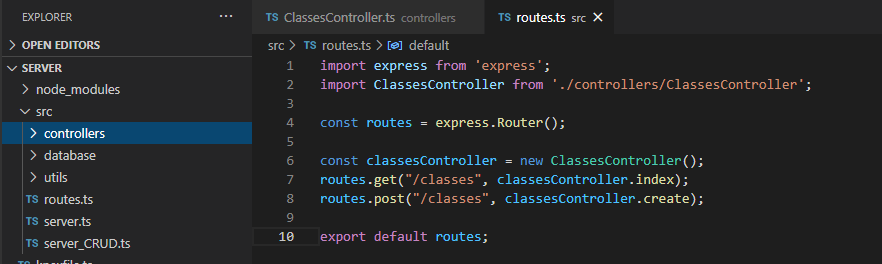 EXPLORER
...
TS ClassesController.ts controllers
TS routes.ts src ×
OPEN EDITORS
src > TS routes.ts > default
SERVER
node_modules
src
controllers
database
utils
TS routes.ts
TS server.ts
TS server_CRUD.ts
1 import express from 'express';
2 import ClassesController from './controllers/ClassesController';
3
4 const routes = express.Router();
5
6 const classesController = new ClassesController();
7 routes.get("/classes", classesController.index);
8 routes.post("/classes", classesController.create);
9
10 export default routes;